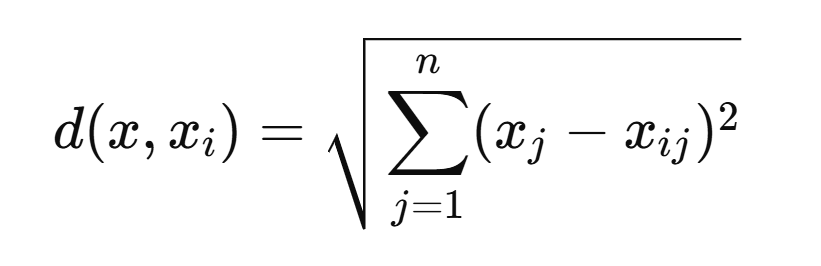 d(x, x_i) = \sqrt{\sum_{j=1}^{n} (x_j - x_{ij})^2}